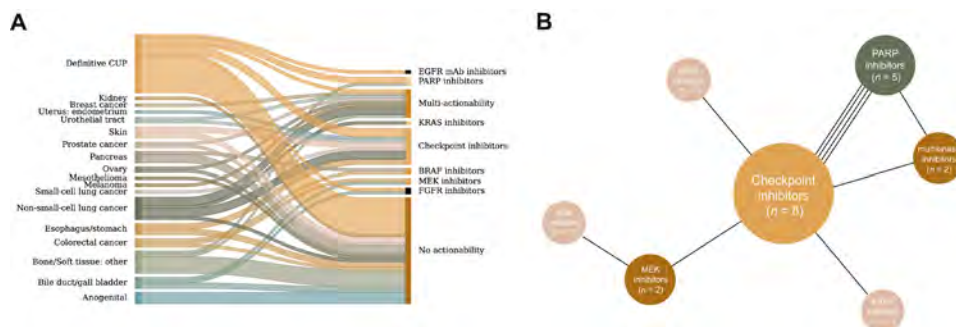 A
Definitive CUP
Kidney
Breast cancer
Uterus: endometrium
Urothelial tract
Skin
Prostate cancer
Pancreas
Ovary
Mesothelioma
Melanoma
Small-cell lung cancer
Non-small-cell lung cancer
Esophagus/stomach
Colorectal cancer
Bone/Soft tissue: other
Bile duct/gall bladder
Anogenital
EGFR mAb inhibitors
PARP inhibitors
Multi-actionability
KRAS inhibitors
Checkpoint inhibitors
BRAF inhibitors
MEK inhibitors
FGFR inhibitors
No actionability
B
PARP
inhibitors
(n = 5)
inhibitors
(n = 2)
Checkpoint
inhibitors
(n = 8)
MEK
inhibitors
(n = 2)